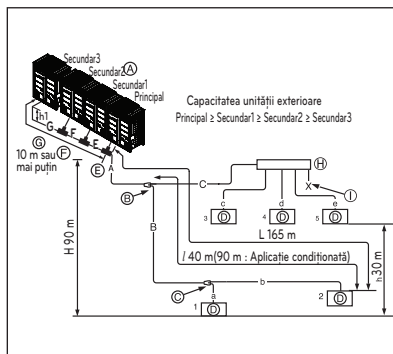 Secundar3
Secundar2 Ⓐ
Secundar1
Principal
Capacitatea unității exterioare
Principal ≥ Secundar1 ≥ Secundar2 ≥ Secundar3
h1
G
F
E
A
Ⓖ Ⓕ
10 m sau
mai puțin
Ⓔ
Ⓑ
C
Ⓗ
X
Ⓘ
c
d
e
3 Ⓓ
4 Ⓓ
5 Ⓓ
H 90 m
B
L 165 m
l 40 m(90 m : Aplicație condiționată)
h 30 m
Ⓒ
a
b
1 Ⓓ
2 Ⓓ